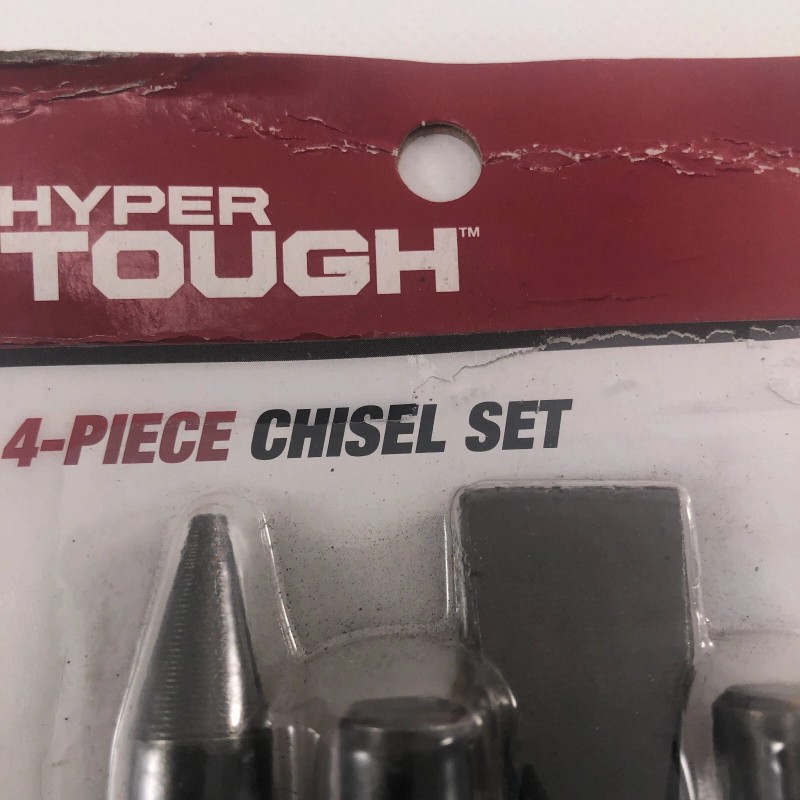 HYPER
TOUGH™
4-PIECE CHISEL SET